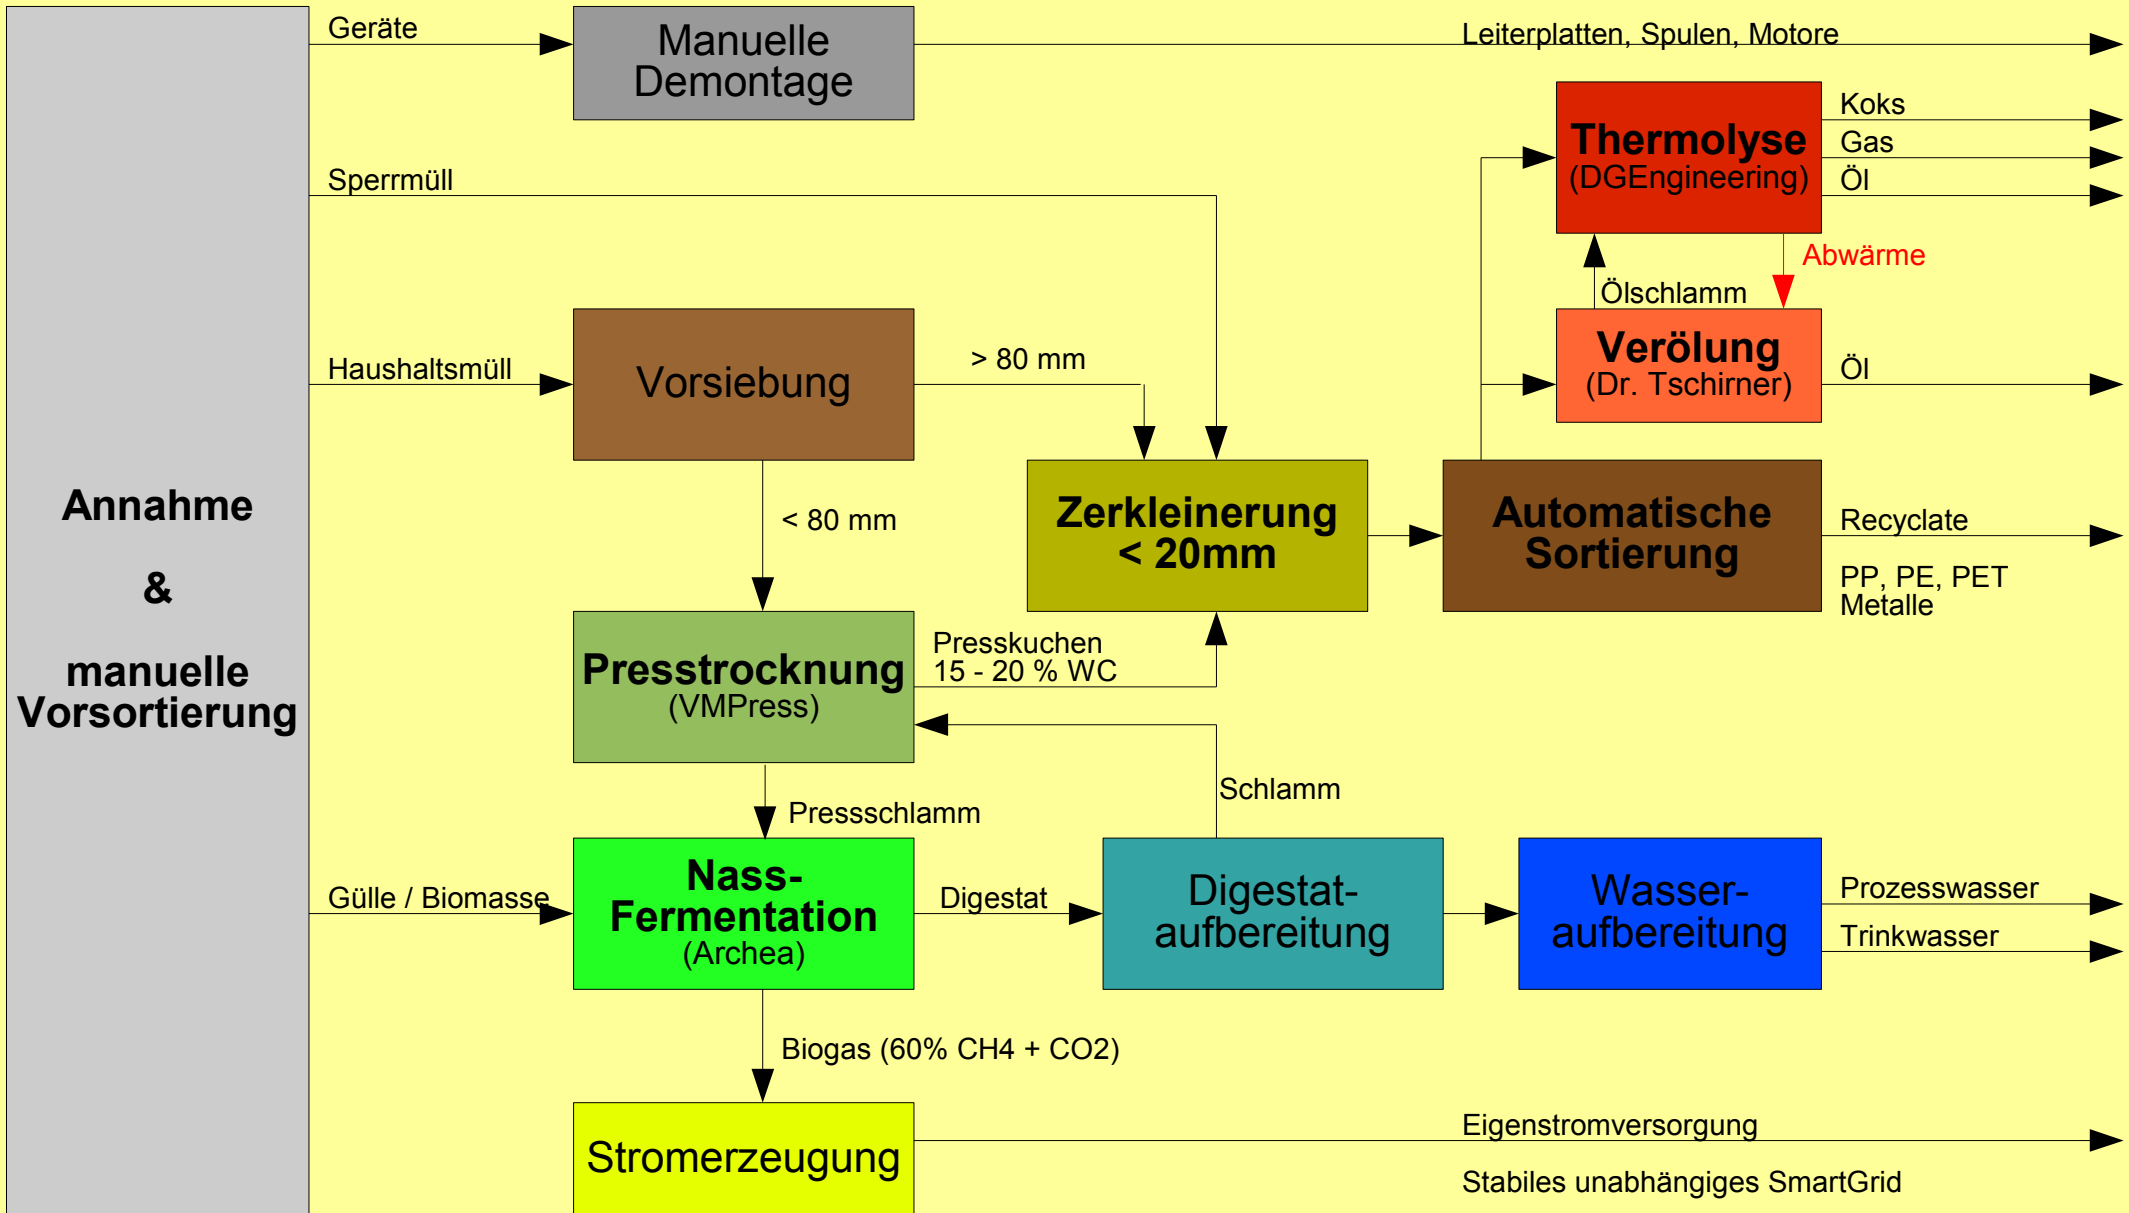 Geräte
Manuelle
Demontage
Leiterplatten, Spulen, Motore
Thermolyse
(DGEngineering)
Koks
Gas
Öl
Sperrmüll
Abwärme
Ölschlamm
Haushaltsmüll
Vorsiebung
> 80 mm
Verölung
(Dr. Tschirner)
Öl
Annahme
&
manuelle
Vorsortierung
< 80 mm
Zerkleinerung
< 20mm
Automatische
Sortierung
Recyclate
PP, PE, PET
Metalle
Presstrocknung
(VMPress)
Presskuchen
15 - 20 % WC
Schlamm
Pressschlamm
Gülle / Biomasse
Nass-
Fermentation
(Archea)
Digestat
Digestat-
aufbereitung
Wasser-
aufbereitung
Prozesswasser
Trinkwasser
Biogas (60% CH4 + CO2)
Stromerzeugung
Eigenstromversorgung
Stabiles unabhängiges SmartGrid